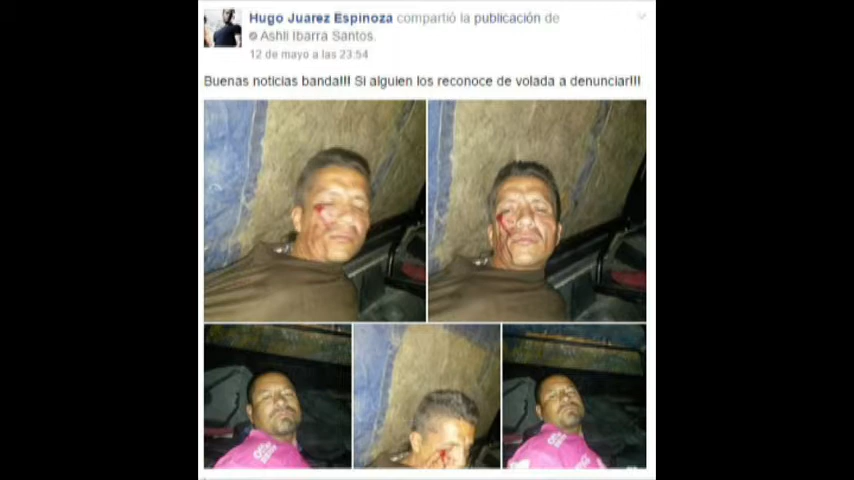 Hugo Juarez Espinoza compartió la publicación de
Ashli Ibarra Santos.
12 de mayo a las 23:54
Buenas noticias banda!!! Si alguien los reconoce de volada a denunciar!!!